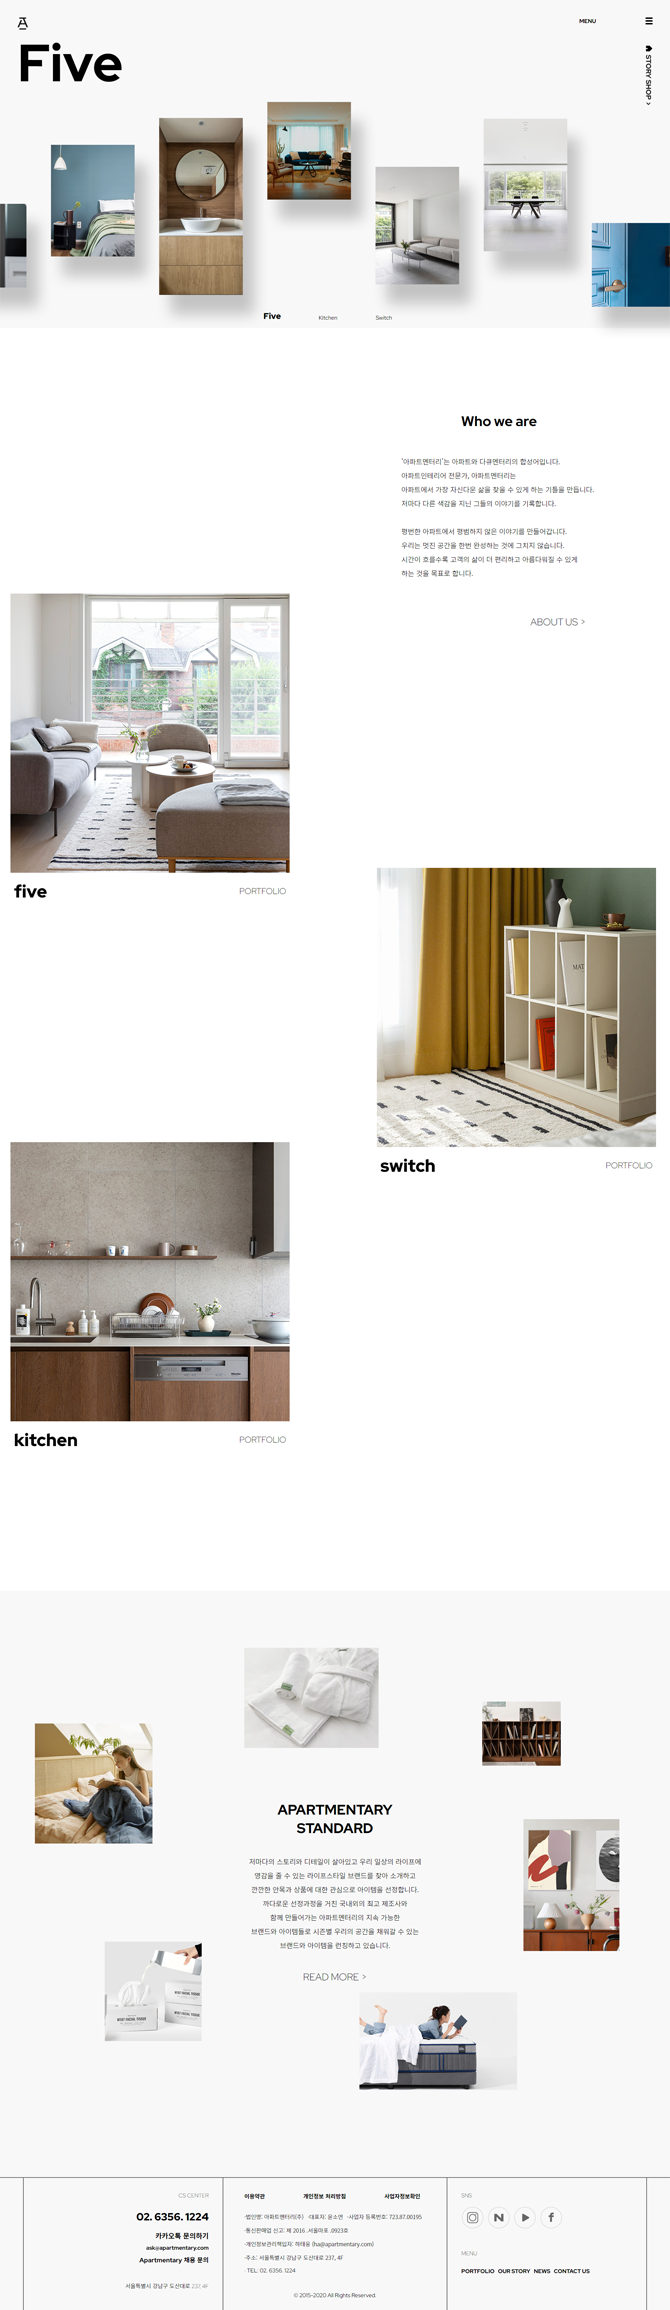 MENU
Five
STORY SHOP >
Five
Kitchen
Switch
Who we are
'아파트멘터리'는 아파트와 다큐멘터리의 합성어입니다.
아파트인테리어 전문가, 아파트멘터리는
아파트에서 가장 자신다운 삶을 찾을 수 있게 하는 기틀을 만듭니다.
저마다 다른 색감을 지닌 그들의 이야기를 기록합니다.
평범한 아파트에서 평범하지 않은 이야기를 만들어갑니다.
우리는 멋진 공간을 한번 완성하는 것에 그치지 않습니다.
시간이 흐를수록 고객의 삶이 더 편리하고 아름다워질 수 있게
하는 것을 목표로 합니다.
ABOUT US >
five
PORTFOLIO
MAT
switch
PORTFOLIO
kitchen
PORTFOLIO
APARTMENTARY
STANDARD
저마다의 스토리와 디테일이 살아있고 우리 일상의 라이프에
영감을 줄 수 있는 라이프스타일 브랜드를 찾아 소개하고
깐깐한 안목과 상품에 대한 관심으로 아이템을 선정합니다.
까다로운 선정과정을 거친 국내외의 최고 제조사와
함께 만들어가는 아파트멘터리의 지속 가능한
브랜드와 아이템들로 시즌별 우리의 공간을 채워갈 수 있는
브랜드와 아이템을 런칭하고 있습니다.
READ MORE >
CS CENTER
02. 6356. 1224
카카오톡 문의하기
ask@apartmentary.com
Apartmentary 채용 문의
서울특별시 강남구 도산대로 237, 4F
이용약관
개인정보 처리방침
사업자정보확인
·법인명: 아파트멘터리(주) ·대표자: 윤소연 ·사업자 등록번호: 723.87.00195
·통신판매업 신고: 제 2016 .서울마포 .0923호
·개인정보관리책임자: 하태웅 (ha@apartmentary.com)
·주소: 서울특별시 강남구 도산대로 237, 4F
· TEL: 02. 6356. 1224
© 2015-2020 All Rights Reserved.
SNS
MENU
PORTFOLIO OUR STORY NEWS CONTACT US